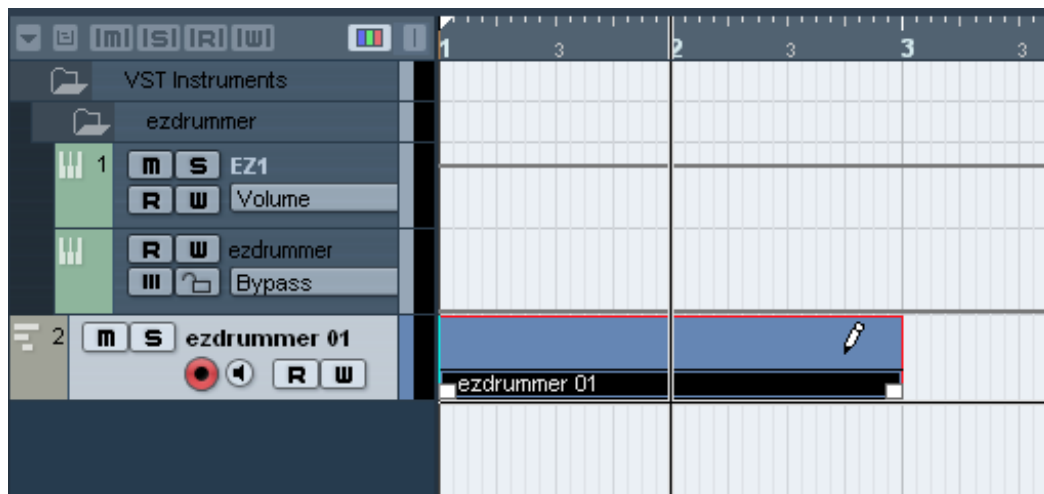 M S R W
1 3 2 3 3 3
VST Instruments
ezdrummer
1 M S EZ1
R W Volume
R W ezdrummer
Bypass
2 M S ezdrummer 01
R W
ezdrummer 01